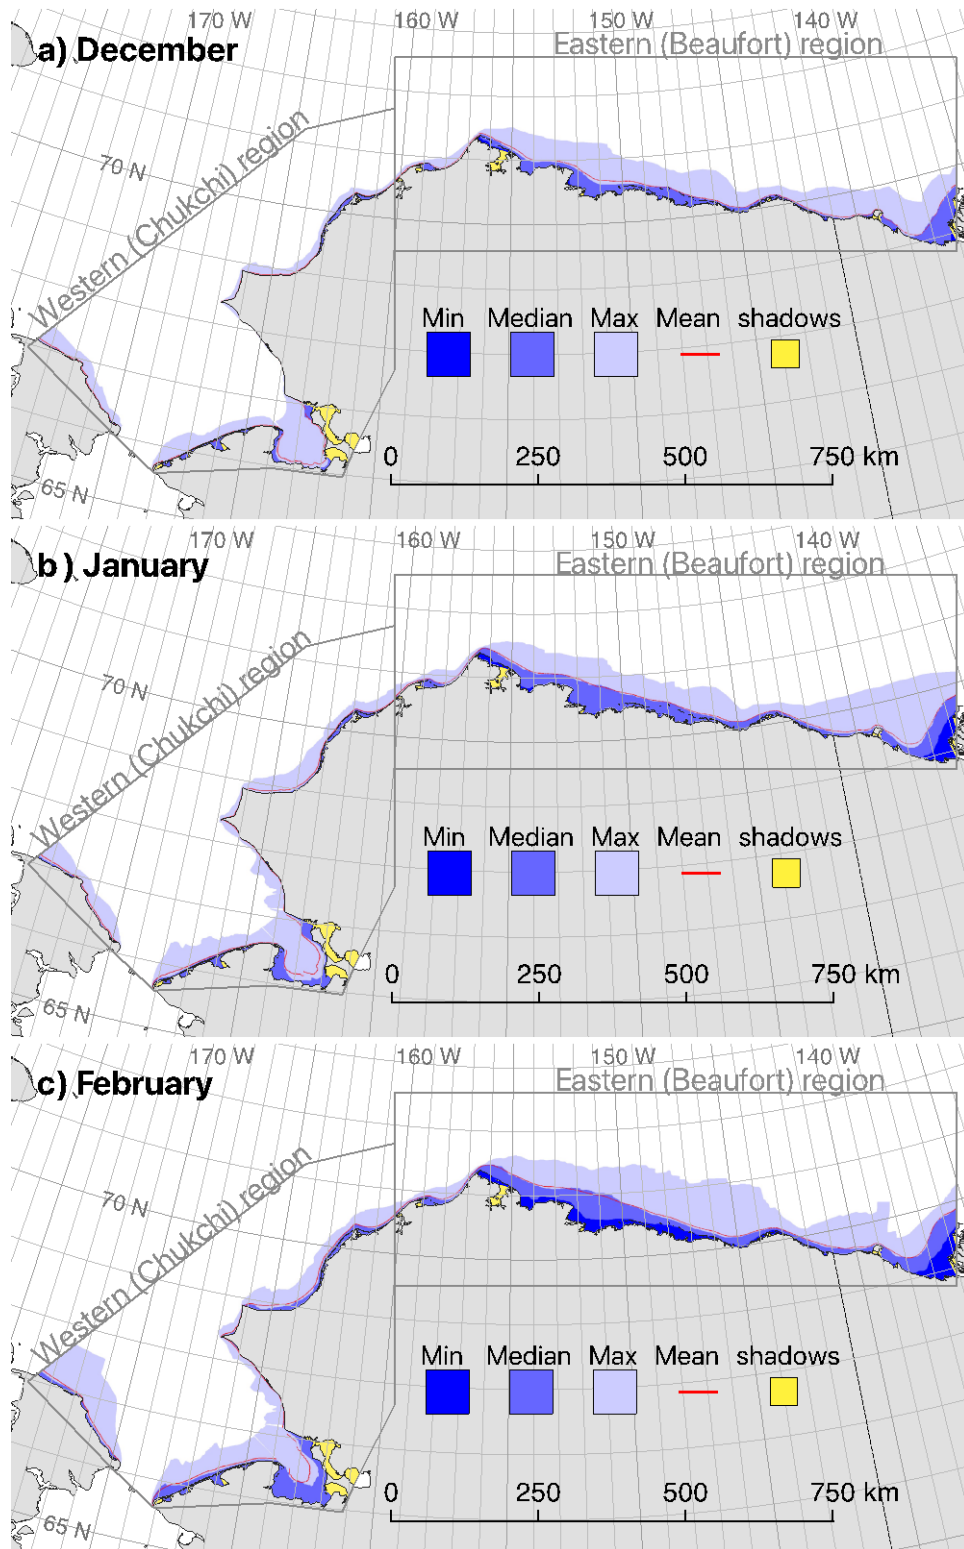 170 W 160 W 150 W 140 W
Eastern (Beaufort) region
a) December
Western (Chukchi) region
70 N
Min Median Max Mean shadows
0 250 500 750 km
65 N
170 W 160 W 150 W 140 W
Eastern (Beaufort) region
b) January
Western (Chukchi) region
70 N
Min Median Max Mean shadows
0 250 500 750 km
65 N
170 W 160 W 150 W 140 W
Eastern (Beaufort) region
c) February
Western (Chukchi) region
70 N
Min Median Max Mean shadows
0 250 500 750 km
65 N